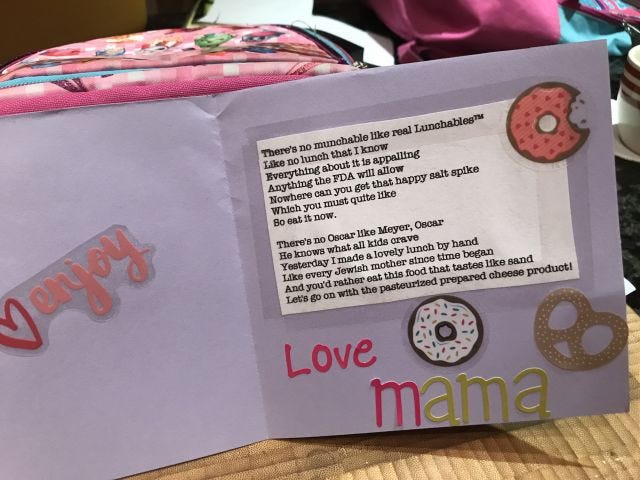 enjoy
There's no munchable like real Lunchables™
Like no lunch that I know
Everything about it is appalling
Anything the FDA will allow
Nowhere can you get that happy salt spike
Which you must quite like
So eat it now.
There's no Oscar like Meyer, Oscar
He knows what all kids crave
Yesterday I made a lovely lunch by hand
Like every Jewish mother since time began
And you'd rather eat this food that tastes like sand
Let's go on with the pasteurized prepared cheese product!
Love
mama